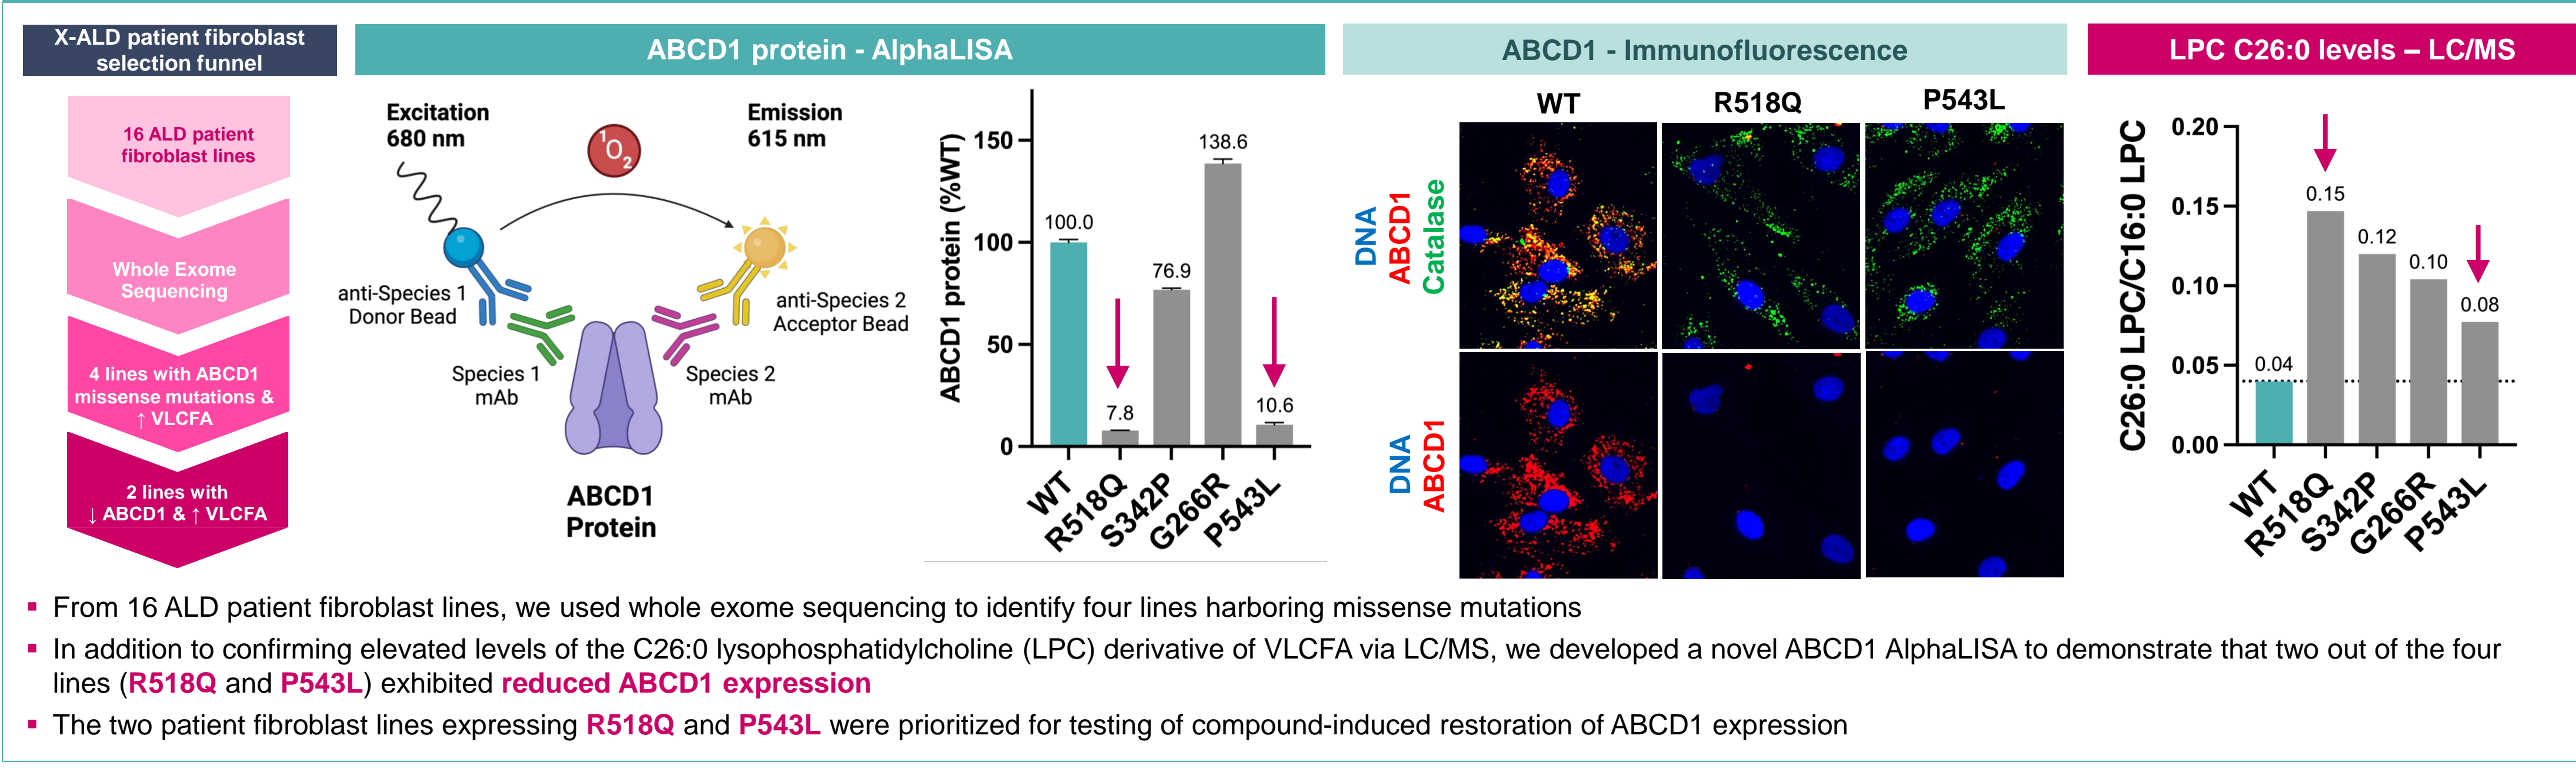 X-ALD patient fibroblast
selection funnel
16 ALD patient
fibroblast lines
Whole Exome
Sequencing
4 lines with ABCD1
missense mutations &
↑ VLCFA
2 lines with
↓ ABCD1 & ↑ VLCFA
ABCD1 protein - AlphaLISA
Excitation
680 nm
¹O₂
Emission
615 nm
anti-Species 1
Donor Bead
anti-Species 2
Acceptor Bead
Species 1
mAb
Species 2
mAb
ABCD1
Protein
ABCD1 protein (%WT)
150
100
50
0
100.0
7.8
76.9
138.6
10.6
WT
R518Q
S342P
G266R
P543L
ABCD1 - Immunofluorescence
WT
R518Q
P543L
DNA
ABCD1
Catalase
DNA
ABCD1
LPC C26:0 levels – LC/MS
C26:0 LPC/C16:0 LPC
0.20
0.15
0.10
0.05
0.00
0.04
0.15
0.12
0.10
0.08
WT
R518Q
S342P
G266R
P543L
▪ From 16 ALD patient fibroblast lines, we used whole exome sequencing to identify four lines harboring missense mutations
▪ In addition to confirming elevated levels of the C26:0 lysophosphatidylcholine (LPC) derivative of VLCFA via LC/MS, we developed a novel ABCD1 AlphaLISA to demonstrate that two out of the four
lines (R518Q and P543L) exhibited reduced ABCD1 expression
▪ The two patient fibroblast lines expressing R518Q and P543L were prioritized for testing of compound-induced restoration of ABCD1 expression